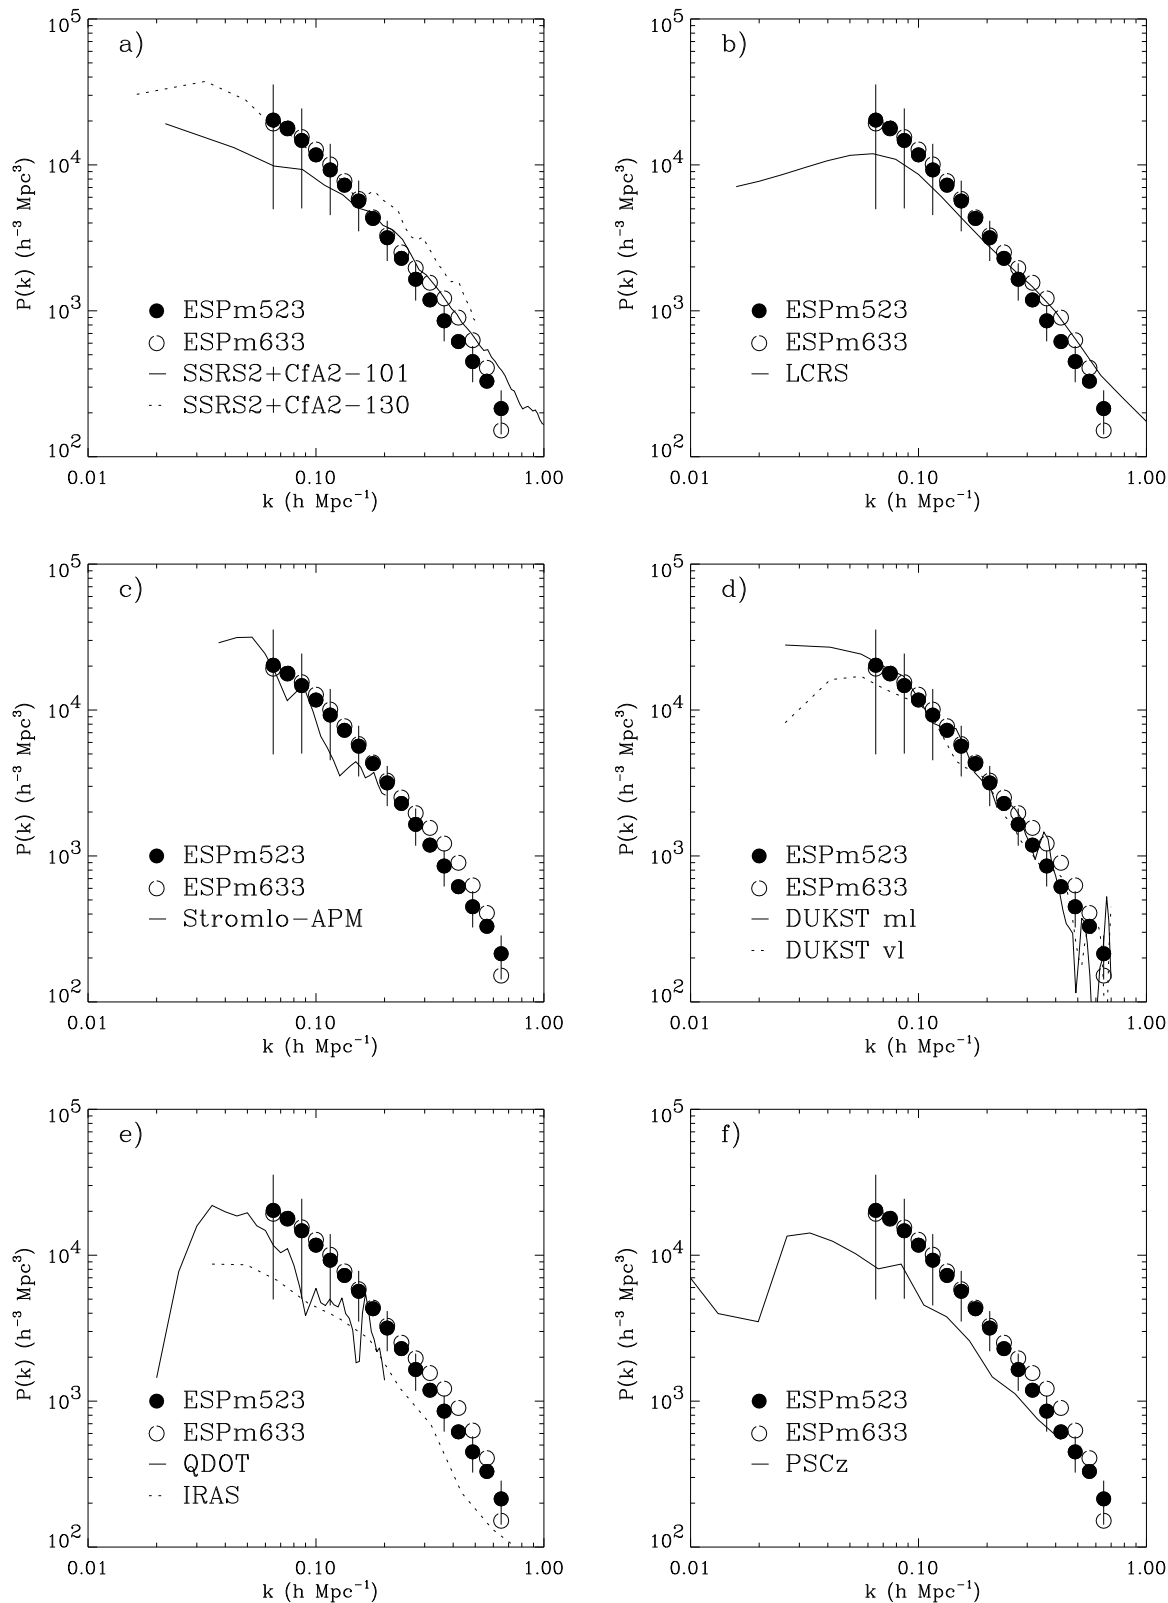 a)
10^5
10^4
10^3
10^2
P(k) (h^-3 Mpc^3)
ESPm523
ESPm633
SSRS2+CfA2-101
SSRS2+CfA2-130
0.01 0.10 1.00
k (h Mpc^-1)
b)
10^5
10^4
10^3
10^2
P(k) (h^-3 Mpc^3)
ESPm523
ESPm633
LCRS
0.01 0.10 1.00
k (h Mpc^-1)
c)
10^5
10^4
10^3
10^2
P(k) (h^-3 Mpc^3)
ESPm523
ESPm633
Stromlo-APM
0.01 0.10 1.00
k (h Mpc^-1)
d)
10^5
10^4
10^3
10^2
P(k) (h^-3 Mpc^3)
ESPm523
ESPm633
DUKST ml
DUKST vl
0.01 0.10 1.00
k (h Mpc^-1)
e)
10^5
10^4
10^3
10^2
P(k) (h^-3 Mpc^3)
ESPm523
ESPm633
QDOT
IRAS
0.01 0.10 1.00
k (h Mpc^-1)
f)
10^5
10^4
10^3
10^2
P(k) (h^-3 Mpc^3)
ESPm523
ESPm633
PSCz
0.01 0.10 1.00
k (h Mpc^-1)